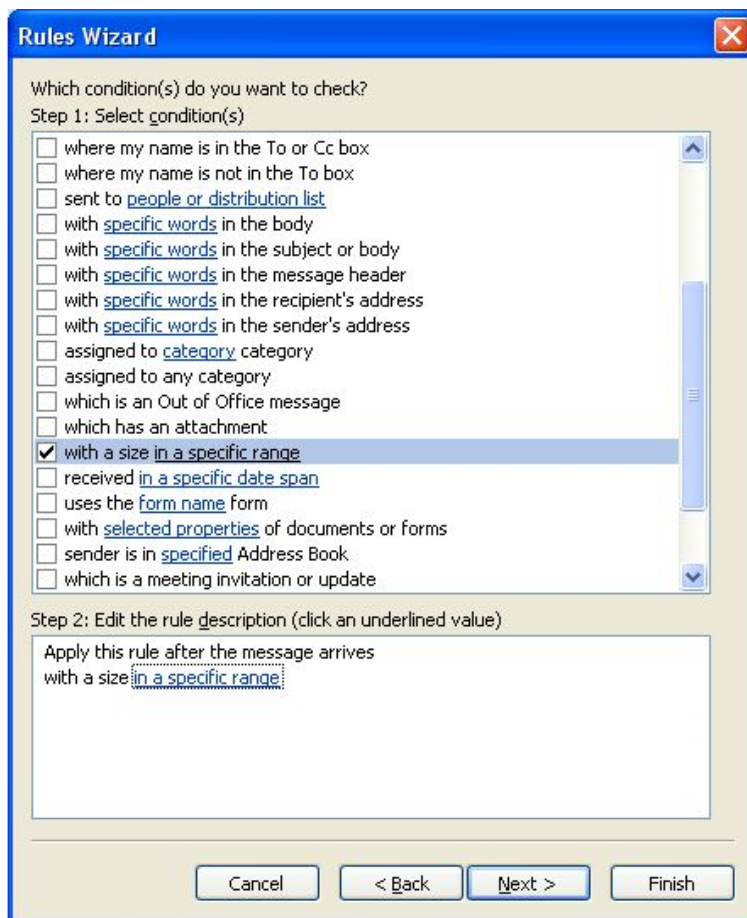 Rules Wizard
Which condition(s) do you want to check?
Step 1: Select condition(s)
where my name is in the To or Cc box
where my name is not in the To box
sent to people or distribution list
with specific words in the body
with specific words in the subject or body
with specific words in the message header
with specific words in the recipient's address
with specific words in the sender's address
assigned to category category
assigned to any category
which is an Out of Office message
which has an attachment
with a size in a specific range
received in a specific date span
uses the form name form
with selected properties of documents or forms
sender is in specified Address Book
which is a meeting invitation or update
Step 2: Edit the rule description (click an underlined value)
Apply this rule after the message arrives
with a size in a specific range
Cancel < Back Next > Finish